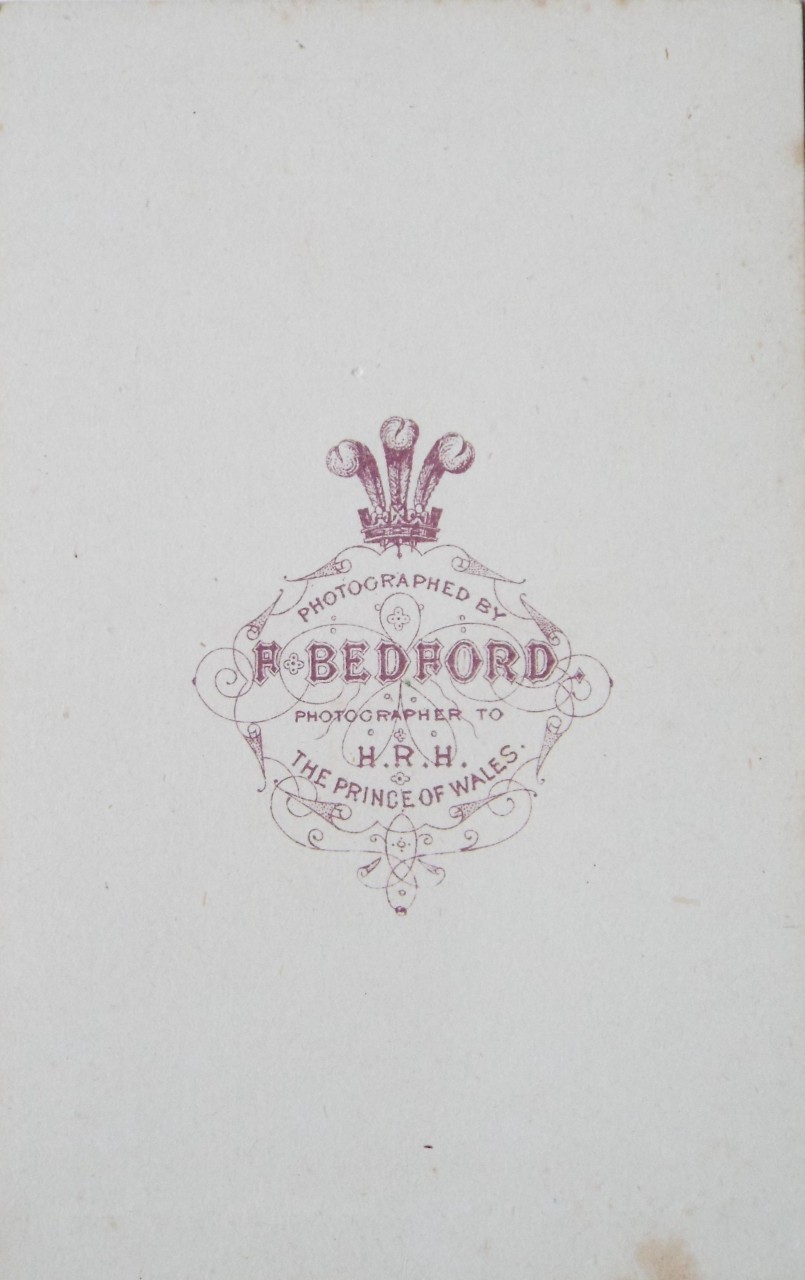 PHOTOGRAPHED BY
F BEDFORD.
PHOTOGRAPHER TO
H.R.H.
THE PRINCE OF WALES.